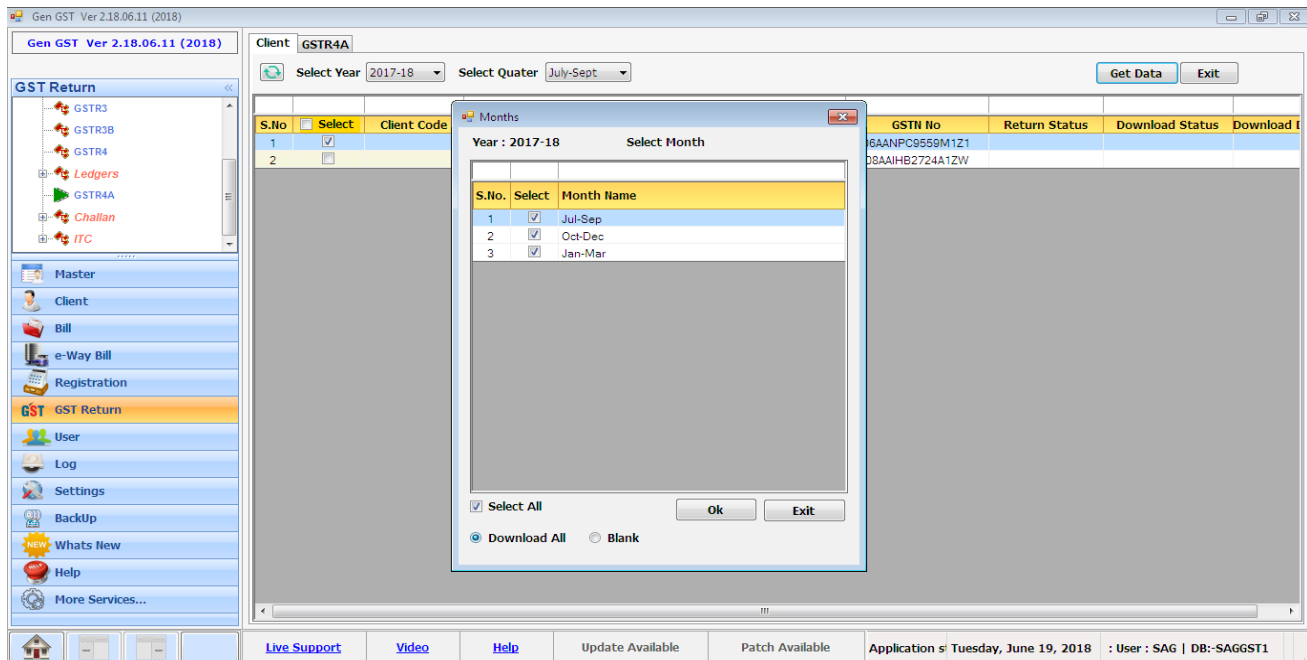 Gen GST Ver 2.18.06.11 (2018)
Gen GST Ver 2.18.06.11 (2018)
Client GSTR4A
Select Year 2017-18 Select Quater July-Sept Get Data Exit
GST Return
GSTR3
GSTR3B
GSTR4
Ledgers
GSTR4A
Challan
ITC
Master
Client
Bill
e-Way Bill
Registration
GST GST Return
User
Log
Settings
BackUp
NEW Whats New
Help
More Services...
S.No Select Client Code GSTN No Return Status Download Status Download
1 6AANPC9559M1Z1
2 08AAIHB2724A1ZW
Months
Year : 2017-18 Select Month
S.No. Select Month Name
1 Jul-Sep
2 Oct-Dec
3 Jan-Mar
Select All Ok Exit
Download All Blank
Live Support Video Help Update Available Patch Available Application s Tuesday, June 19, 2018 : User : SAG | DB:-SAGGST1